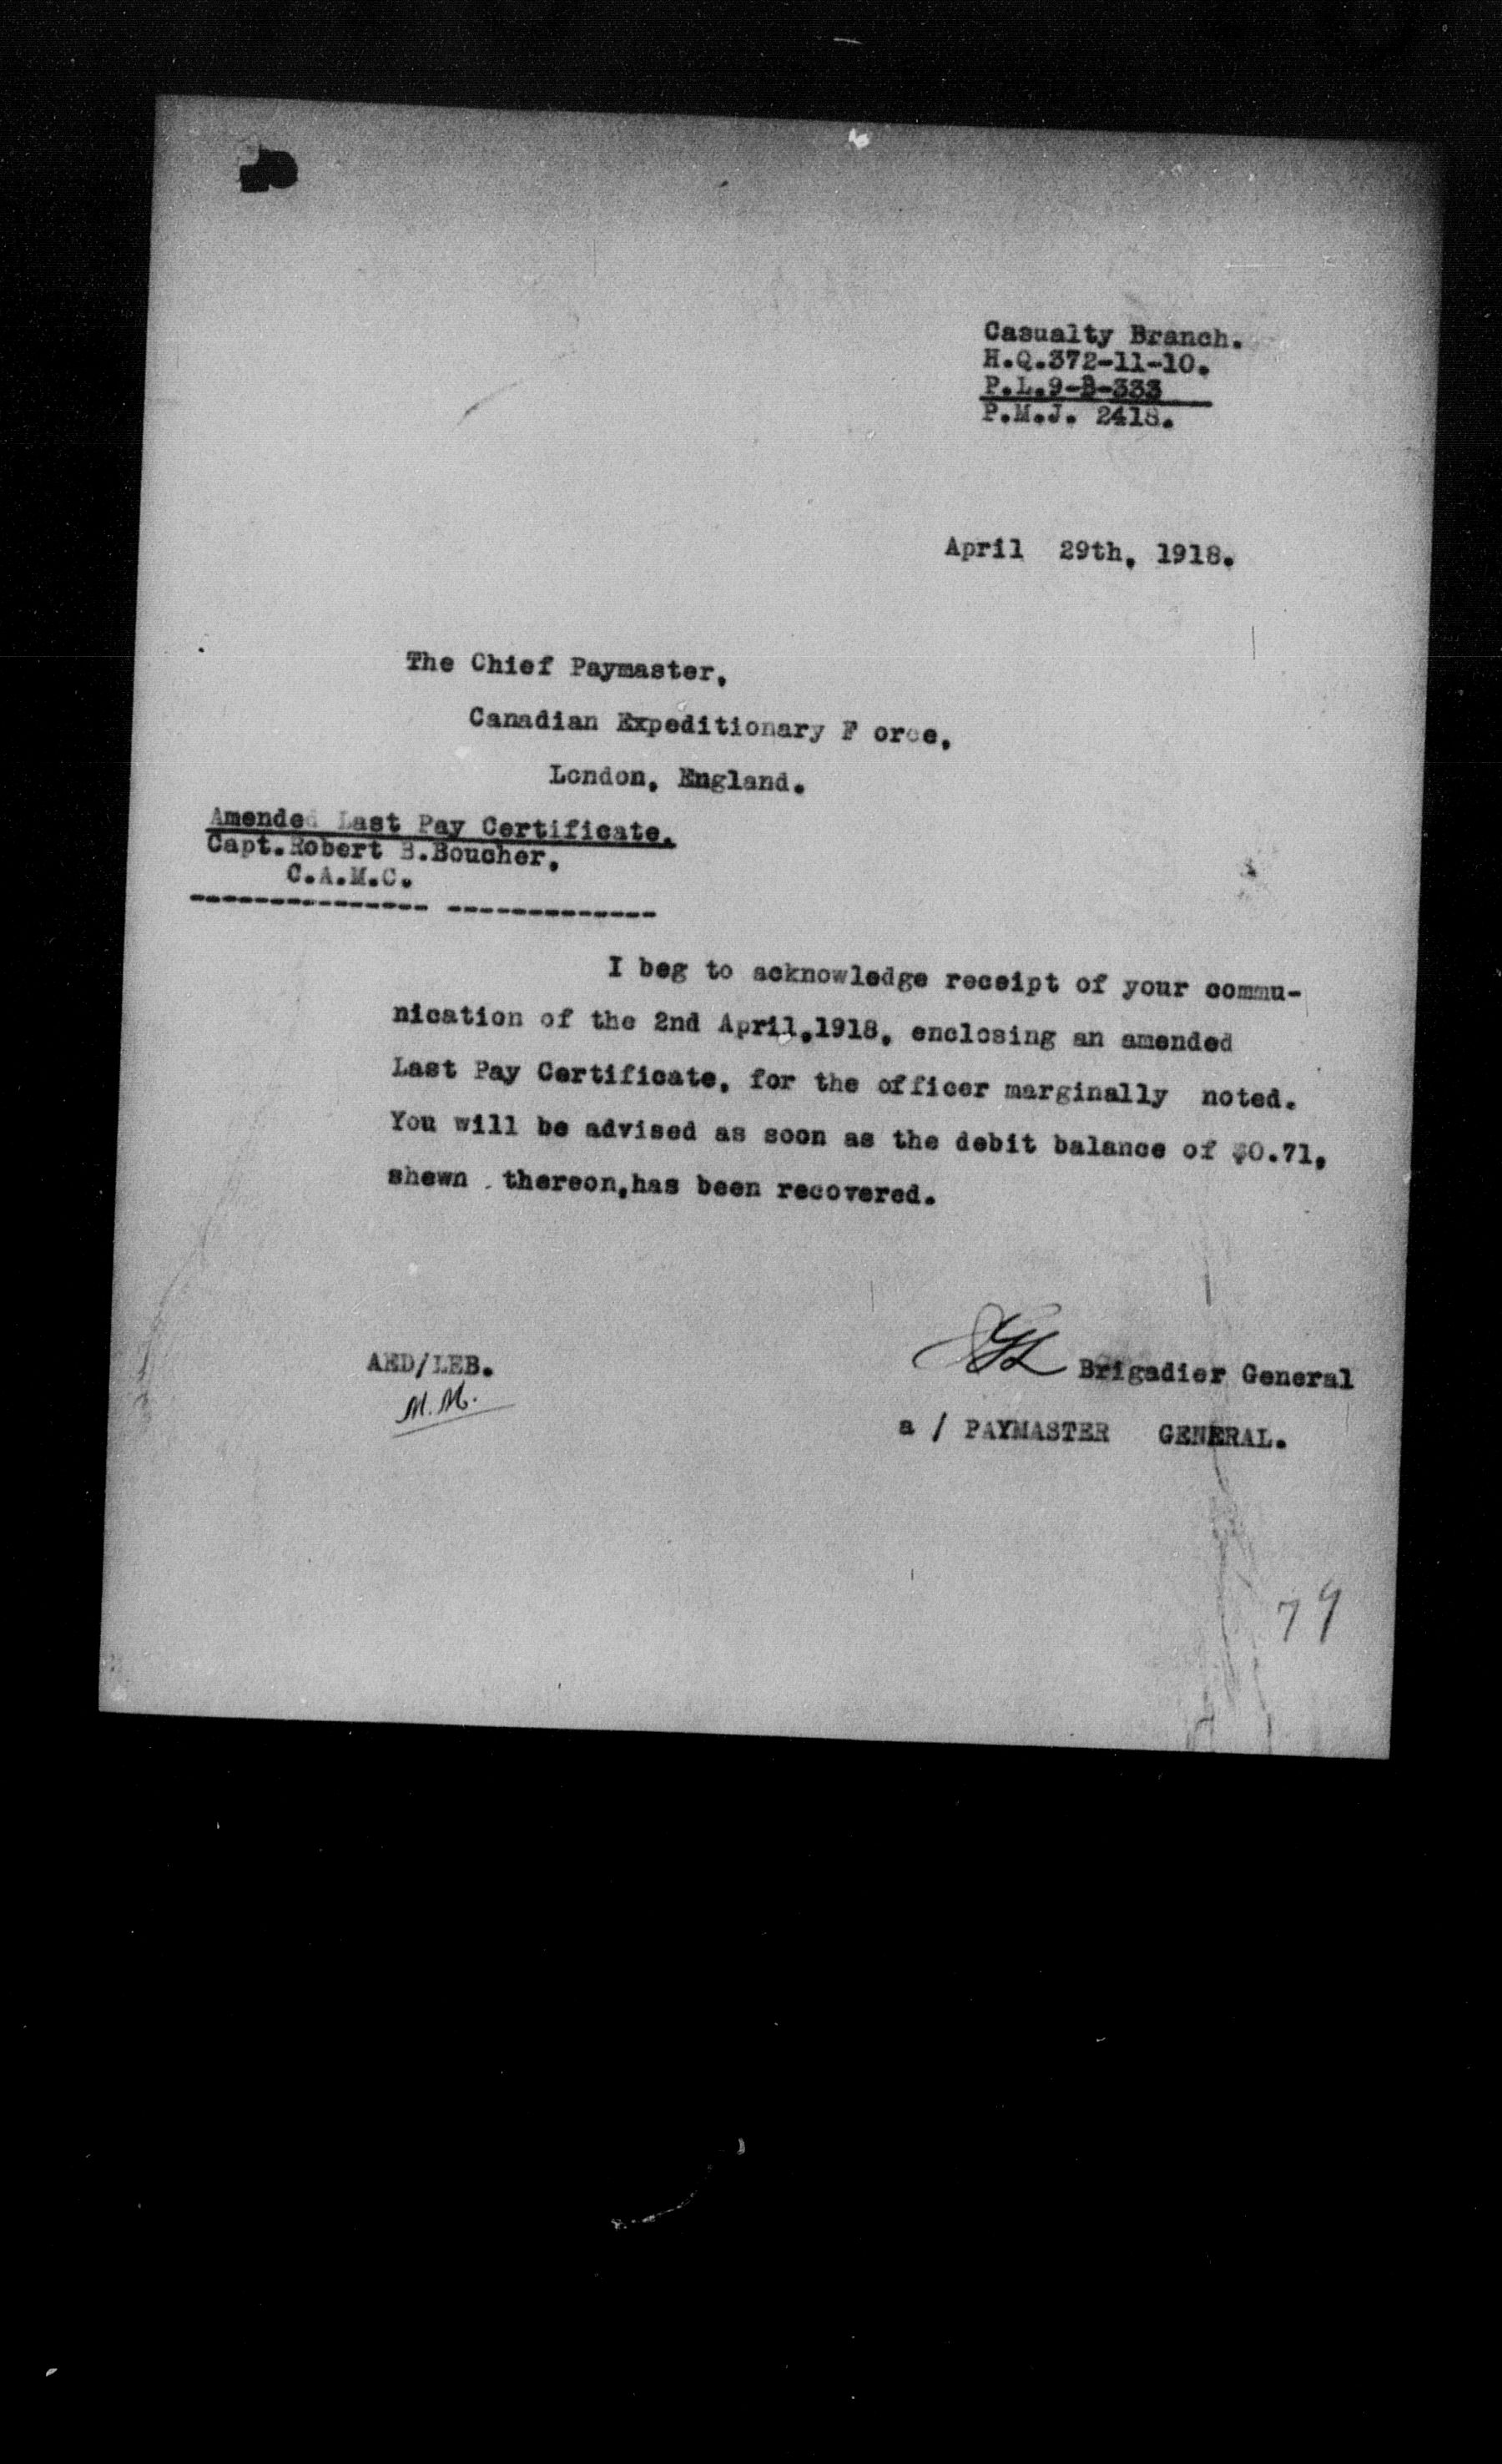 Casualty Branch.
H.Q.372-11-10.
P.L.9-B-333
P.M.J. 2418.
April 29th, 1918.
The Chief Paymaster,
Canadian Expeditionary F orce,
London, England.
Amended Last Pay Certificate.
Capt.Robert B.Boucher,
C.A.M.C.
--------------- -------------
I beg to acknowledge receipt of your commu-
nication of the 2nd April,1918, enclosing an amended
Last Pay Certificate, for the officer marginally noted.
You will be advised as soon as the debit balance of $0.71,
shewn thereon,has been recovered.
AED/LEB.
Brigadier General
M.M.
a / PAYMASTER GENERAL.
79